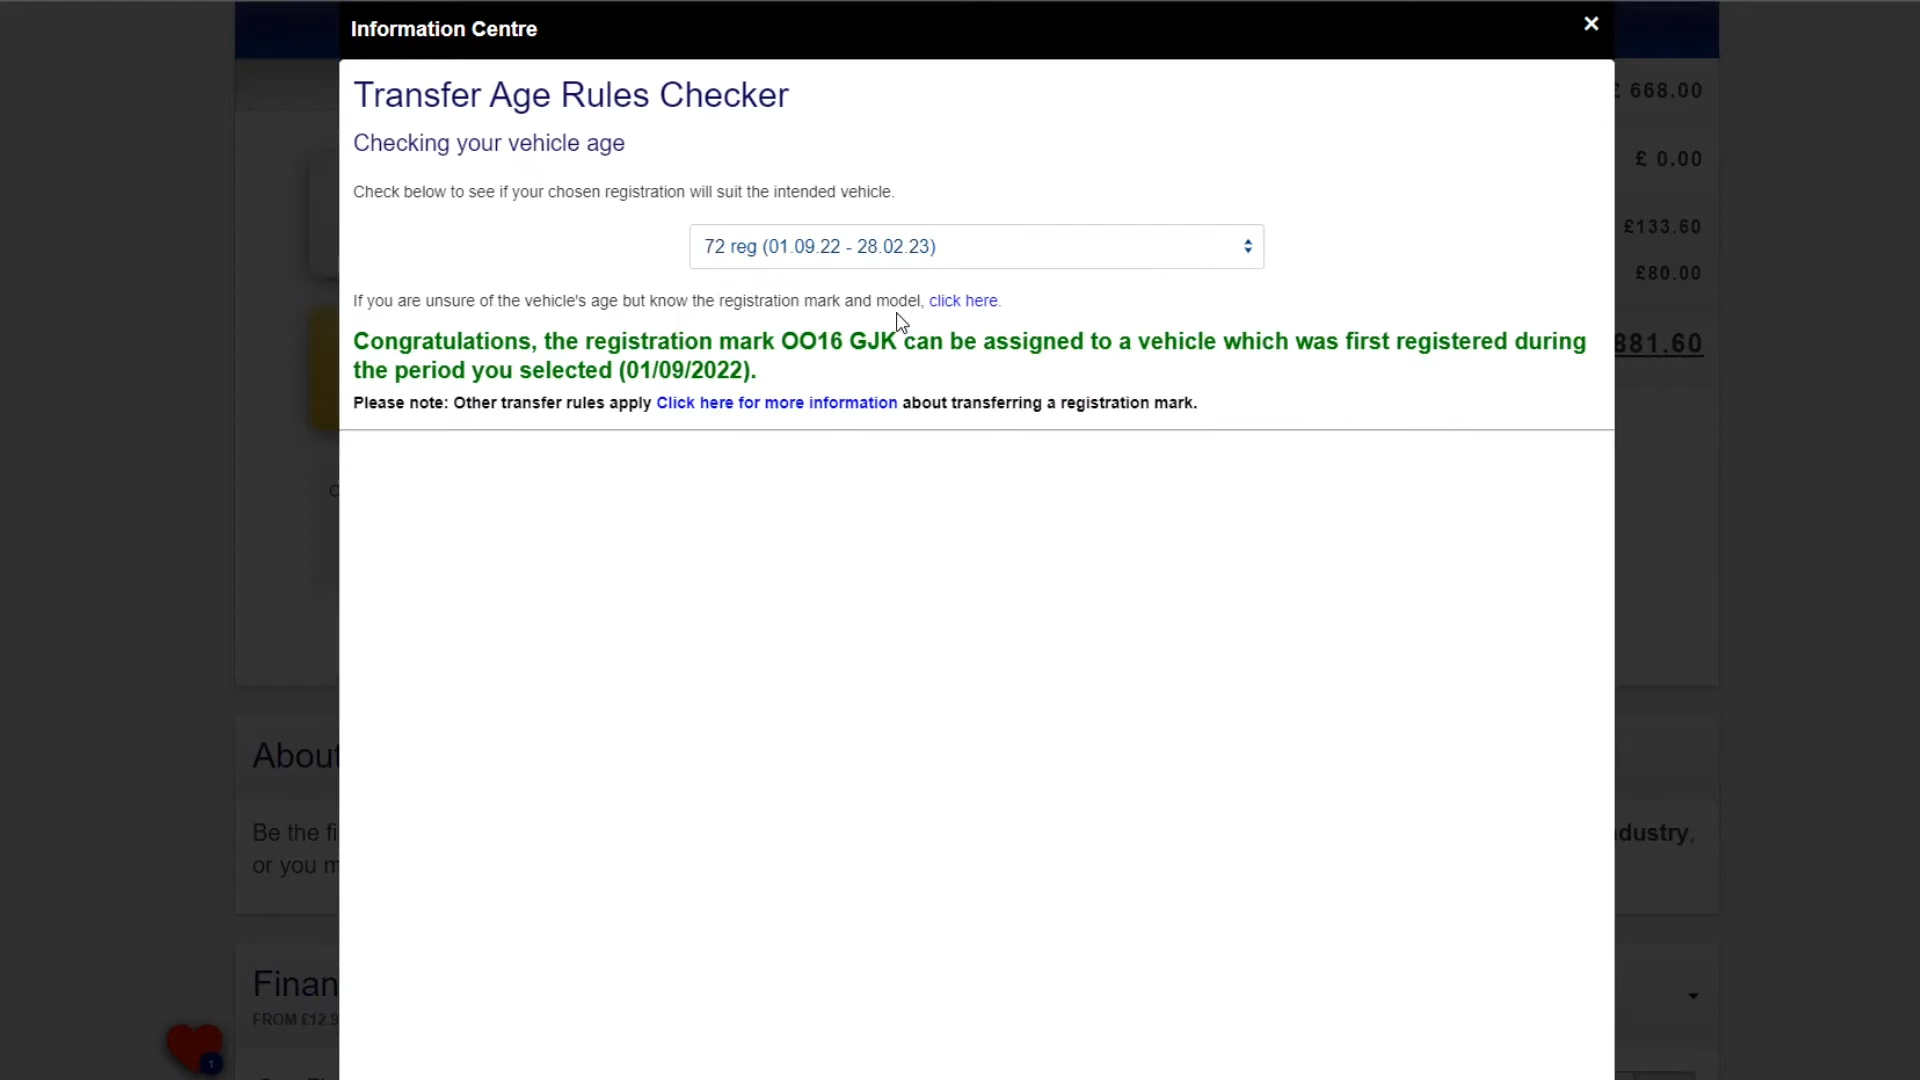 Information Centre
×
Transfer Age Rules Checker
£ 668.00
Checking your vehicle age
£ 0.00
Check below to see if your chosen registration will suit the intended vehicle.
£133.60
72 reg (01.09.22 - 28.02.23)
£80.00
If you are unsure of the vehicle's age but know the registration mark and model, click here.
Congratulations, the registration mark OO16 GJK can be assigned to a vehicle which was first registered during
881.60
the period you selected (01/09/2022).
Please note: Other transfer rules apply Click here for more information about transferring a registration mark.
About
Be the fi
dustry,
or you m
Finan
FROM £12.9
1